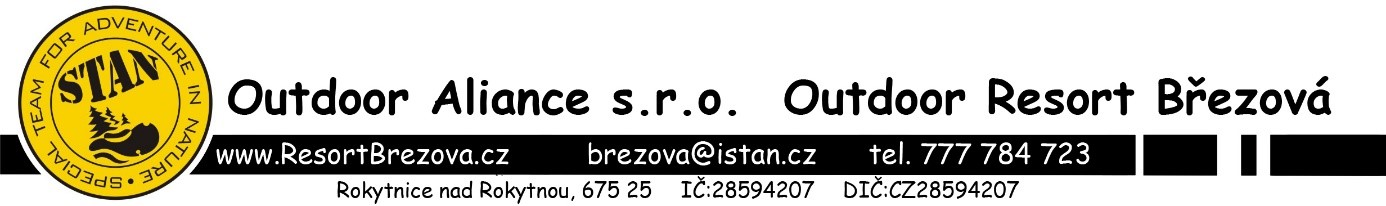 SPECIAL TEAM FOR ADVENTURE IN NATURE •
STAN
Outdoor Aliance s.r.o. Outdoor Resort Březová
www.ResortBrezova.cz brezova@istan.cz tel. 777 784 723
Rokytnice nad Rokytnou, 675 25 IČ:28594207 DIČ:CZ28594207